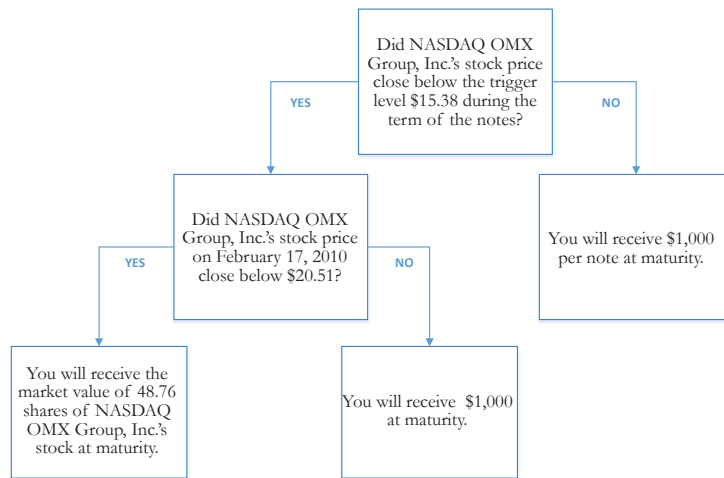 Did NASDAQ OMX
Group, Inc.'s stock price
close below the trigger
level $15.38 during the
term of the notes?
YES
NO
Did NASDAQ OMX
Group, Inc.'s stock price
on February 17, 2010
close below $20.51?
You will receive $1,000
per note at maturity.
YES
NO
You will receive the
market value of 48.76
shares of NASDAQ
OMX Group, Inc.'s
stock at maturity.
You will receive $1,000
at maturity.